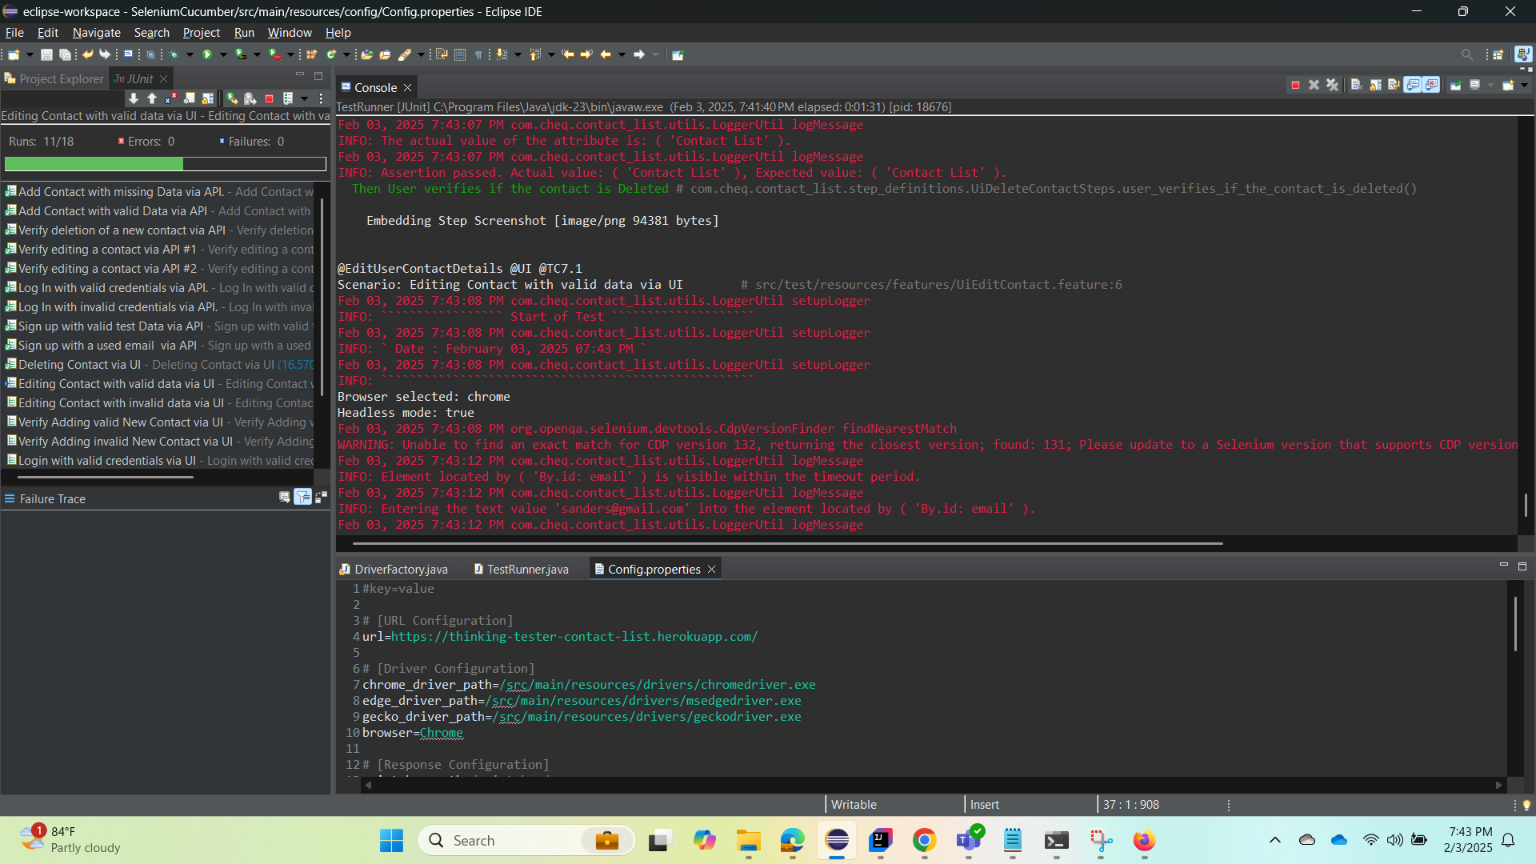 eclipse-workspace - SeleniumCucumber/src/main/resources/config/Config.properties - Eclipse IDE
File Edit Navigate Search Project Run Window Help
Project Explorer JUnit
Editing Contact with valid data via UI - Editing Contact with va
Runs: 11/18 Errors: 0 Failures: 0
Add Contact with missing Data via API. - Add Contact w
Add Contact with valid Data via API - Add Contact with
Verify deletion of a new contact via API - Verify deletion
Verify editing a contact via API #1 - Verify editing a cont
Verify editing a contact via API #2 - Verify editing a cont
Log In with valid credentials via API. - Log In with valid c
Log In with invalid credentials via API. - Log In with inva
Sign up with valid test Data via API - Sign up with valid
Sign up with a used email  via API - Sign up with a used
Deleting Contact via UI - Deleting Contact via UI (16.570
Editing Contact with valid data via UI - Editing Contact
Editing Contact with invalid data via UI - Editing Contac
Verify Adding valid New Contact via UI - Verify Adding
Verify Adding invalid New Contact via UI - Verify Adding
Login with valid credentials via UI - Login with valid cre
Failure Trace
Console
TestRunner [JUnit] C:\Program Files\Java\jdk-23\bin\javaw.exe (Feb 3, 2025, 7:41:40 PM elapsed: 0:01:31) [pid: 18676]
Feb 03, 2025 7:43:07 PM com.cheq.contact_list.utils.LoggerUtil logMessage
INFO: The actual value of the attribute is: ( 'Contact List' ).
Feb 03, 2025 7:43:07 PM com.cheq.contact_list.utils.LoggerUtil logMessage
INFO: Assertion passed. Actual value: ( 'Contact List' ), Expected value: ( 'Contact List' ).
Then User verifies if the contact is Deleted # com.cheq.contact_list.step_definitions.UiDeleteContactSteps.user_verifies_if_the_contact_is_deleted()
Embedding Step Screenshot [image/png 94381 bytes]
@EditUserContactDetails @UI @TC7.1
Scenario: Editing Contact with valid data via UI # src/test/resources/features/UiEditContact.feature:6
Feb 03, 2025 7:43:08 PM com.cheq.contact_list.utils.LoggerUtil setupLogger
INFO: ````````````````` Start of Test ````````````````````
Feb 03, 2025 7:43:08 PM com.cheq.contact_list.utils.LoggerUtil setupLogger
INFO: ` Date : February 03, 2025 07:43 PM `
Feb 03, 2025 7:43:08 PM com.cheq.contact_list.utils.LoggerUtil setupLogger
INFO: ````````````````````````````````````````````````````
Browser selected: chrome
Headless mode: true
Feb 03, 2025 7:43:08 PM org.openqa.selenium.devtools.CdpVersionFinder findNearestMatch
WARNING: Unable to find an exact match for CDP version 132, returning the closest version; found: 131; Please update to a Selenium version that supports CDP version
Feb 03, 2025 7:43:12 PM com.cheq.contact_list.utils.LoggerUtil logMessage
INFO: Element located by ( 'By.id: email' ) is visible within the timeout period.
Feb 03, 2025 7:43:12 PM com.cheq.contact_list.utils.LoggerUtil logMessage
INFO: Entering the text value 'sanders@gmail.com' into the element located by ( 'By.id: email' ).
Feb 03, 2025 7:43:12 PM com.cheq.contact_list.utils.LoggerUtil logMessage
DriverFactory.java TestRunner.java Config.properties
1 #key=value
2
3 # [URL Configuration]
4 url=https://thinking-tester-contact-list.herokuapp.com/
5
6 # [Driver Configuration]
7 chrome_driver_path=/src/main/resources/drivers/chromedriver.exe
8 edge_driver_path=/src/main/resources/drivers/msedgedriver.exe
9 gecko_driver_path=/src/main/resources/drivers/geckodriver.exe
10 browser=Chrome
11
12 # [Response Configuration]
Writable Insert 37 : 1 : 908
1 84°F
Partly cloudy
Search
7:43 PM
2/3/2025